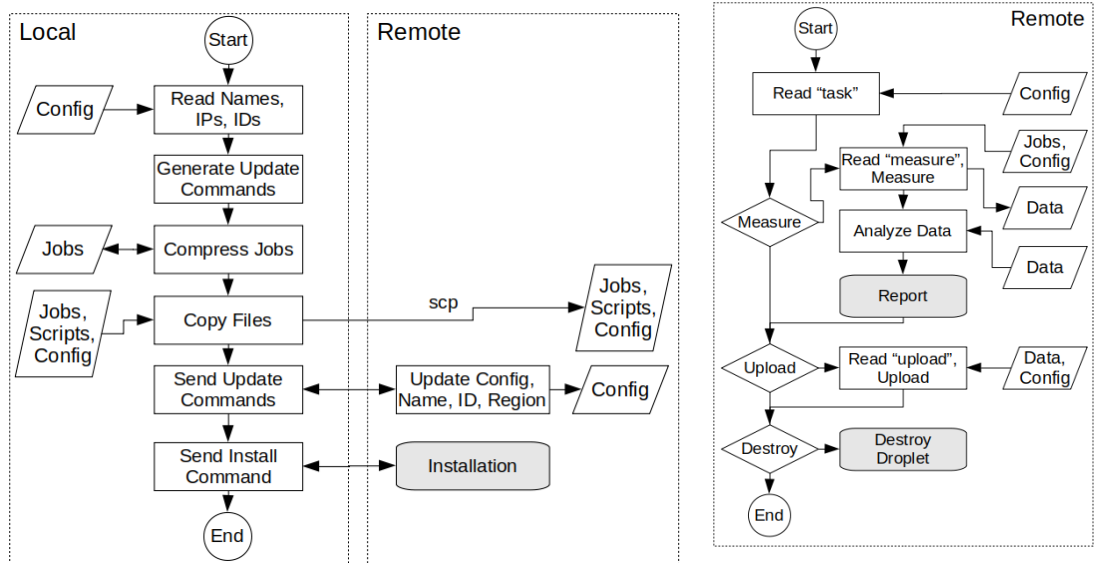 Local
Start
Config
Read Names,
IPs, IDs
Generate Update
Commands
Jobs
Compress Jobs
Jobs,
Scripts,
Config
Copy Files
Send Update
Commands
Send Install
Command
End
Remote
scp
Jobs,
Scripts,
Config
Update Config,
Name, ID, Region
Config
Installation
Remote
Start
Read “task”
Config
Jobs,
Config
Read “measure”,
Measure
Data
Measure
Analyze Data
Data
Report
Upload
Read “upload”,
Upload
Data,
Config
Destroy
Destroy
Droplet
End